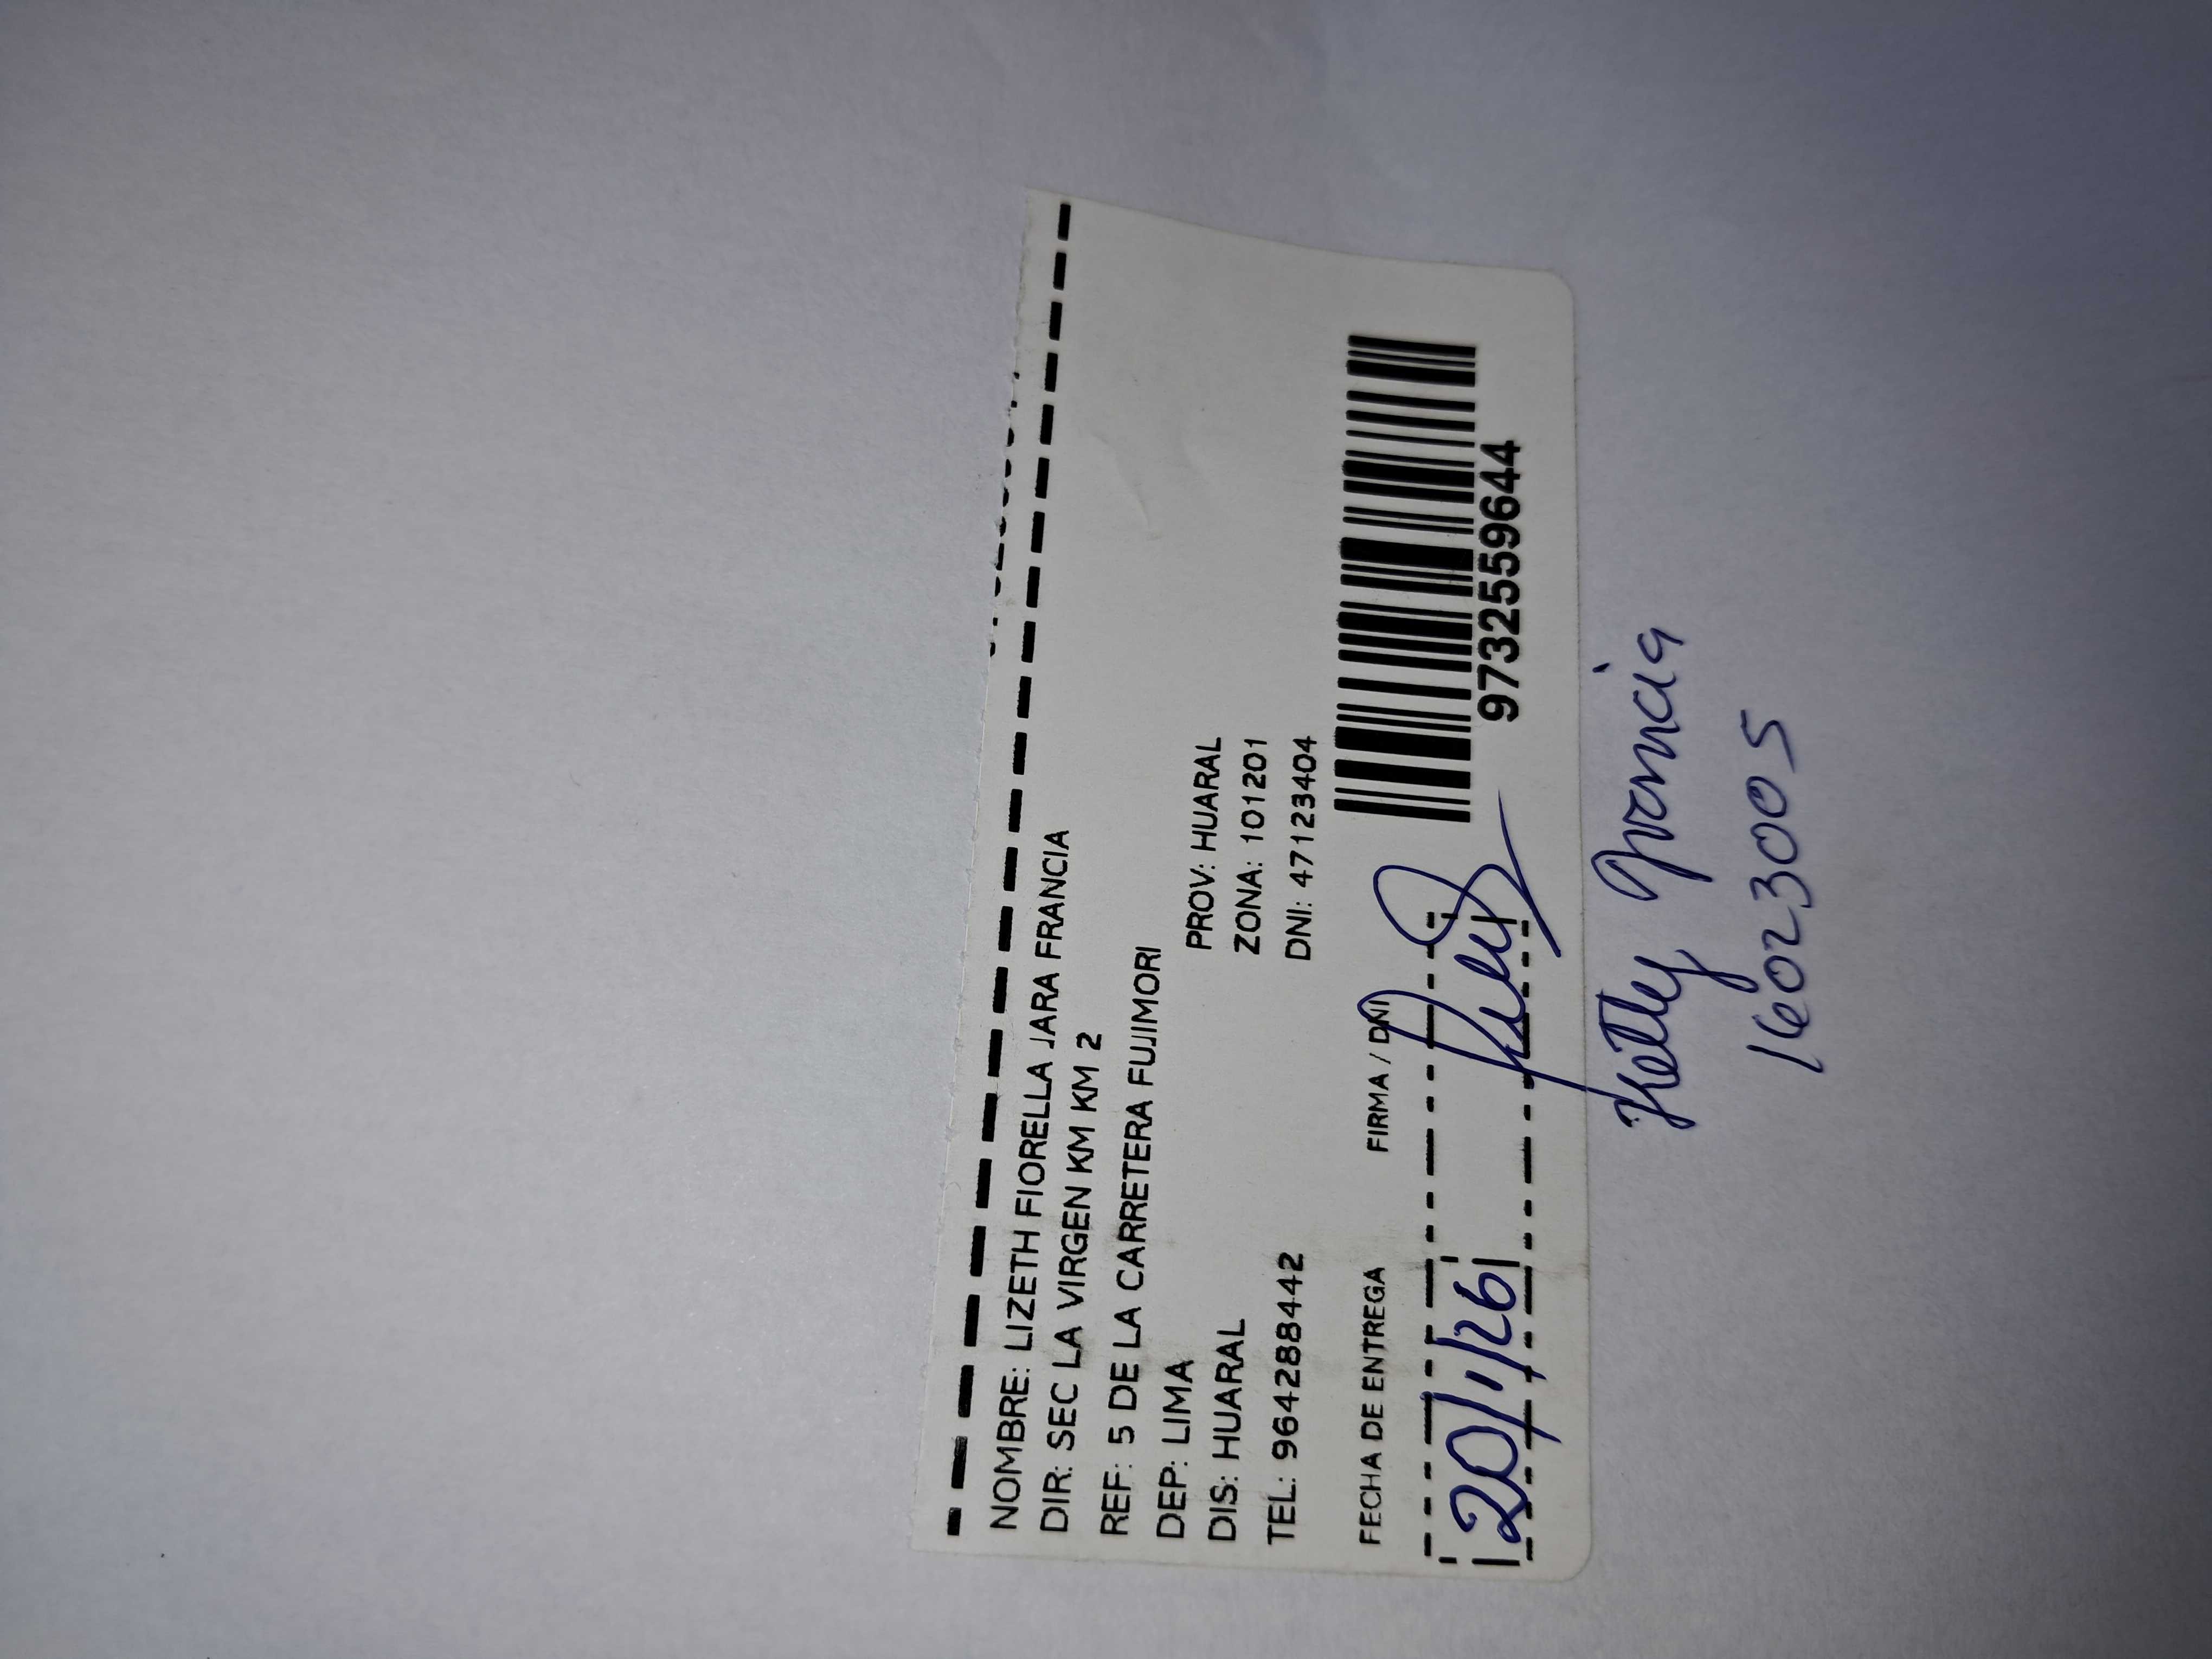 NOMBRE: LIZETH FIORELLA JARA FRANCIA
DIR: SEC LA VIRGEN KM KM 2
REF: 5 DE LA CARRETERA FUJIMORI
DEP: LIMA
PROV: HUARAL
DIS: HUARAL
ZONA: 101201
TEL: 964288442
DNI: 47123404
FECHA DE ENTREGA
FIRMA / DNI
20/1/26
9732559644
Kelly Francia
16023005